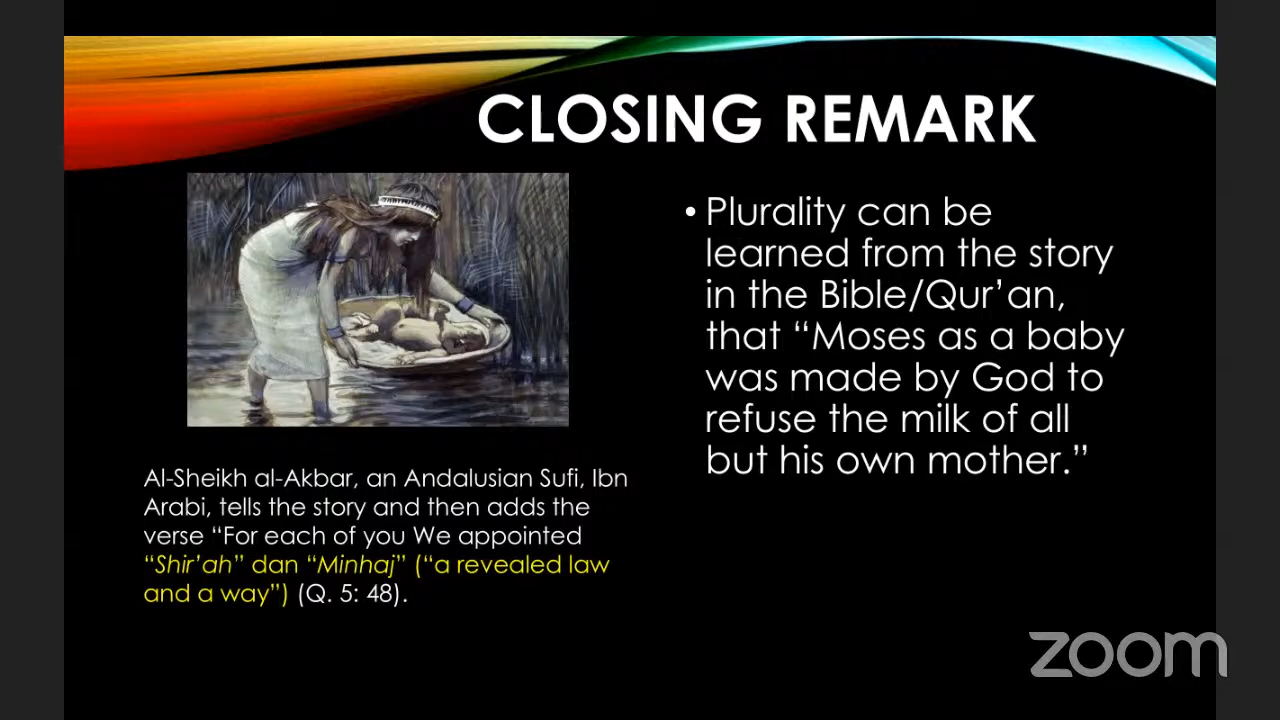 CLOSING REMARK
• Plurality can be
learned from the story
in the Bible/Qur’an,
that “Moses as a baby
was made by God to
refuse the milk of all
but his own mother.”
Al-Sheikh al-Akbar, an Andalusian Sufi, Ibn
Arabi, tells the story and then adds the
verse “For each of you We appointed
“Shir’ah” dan “Minhaj” (“a revealed law
and a way”) (Q. 5: 48).
zoom